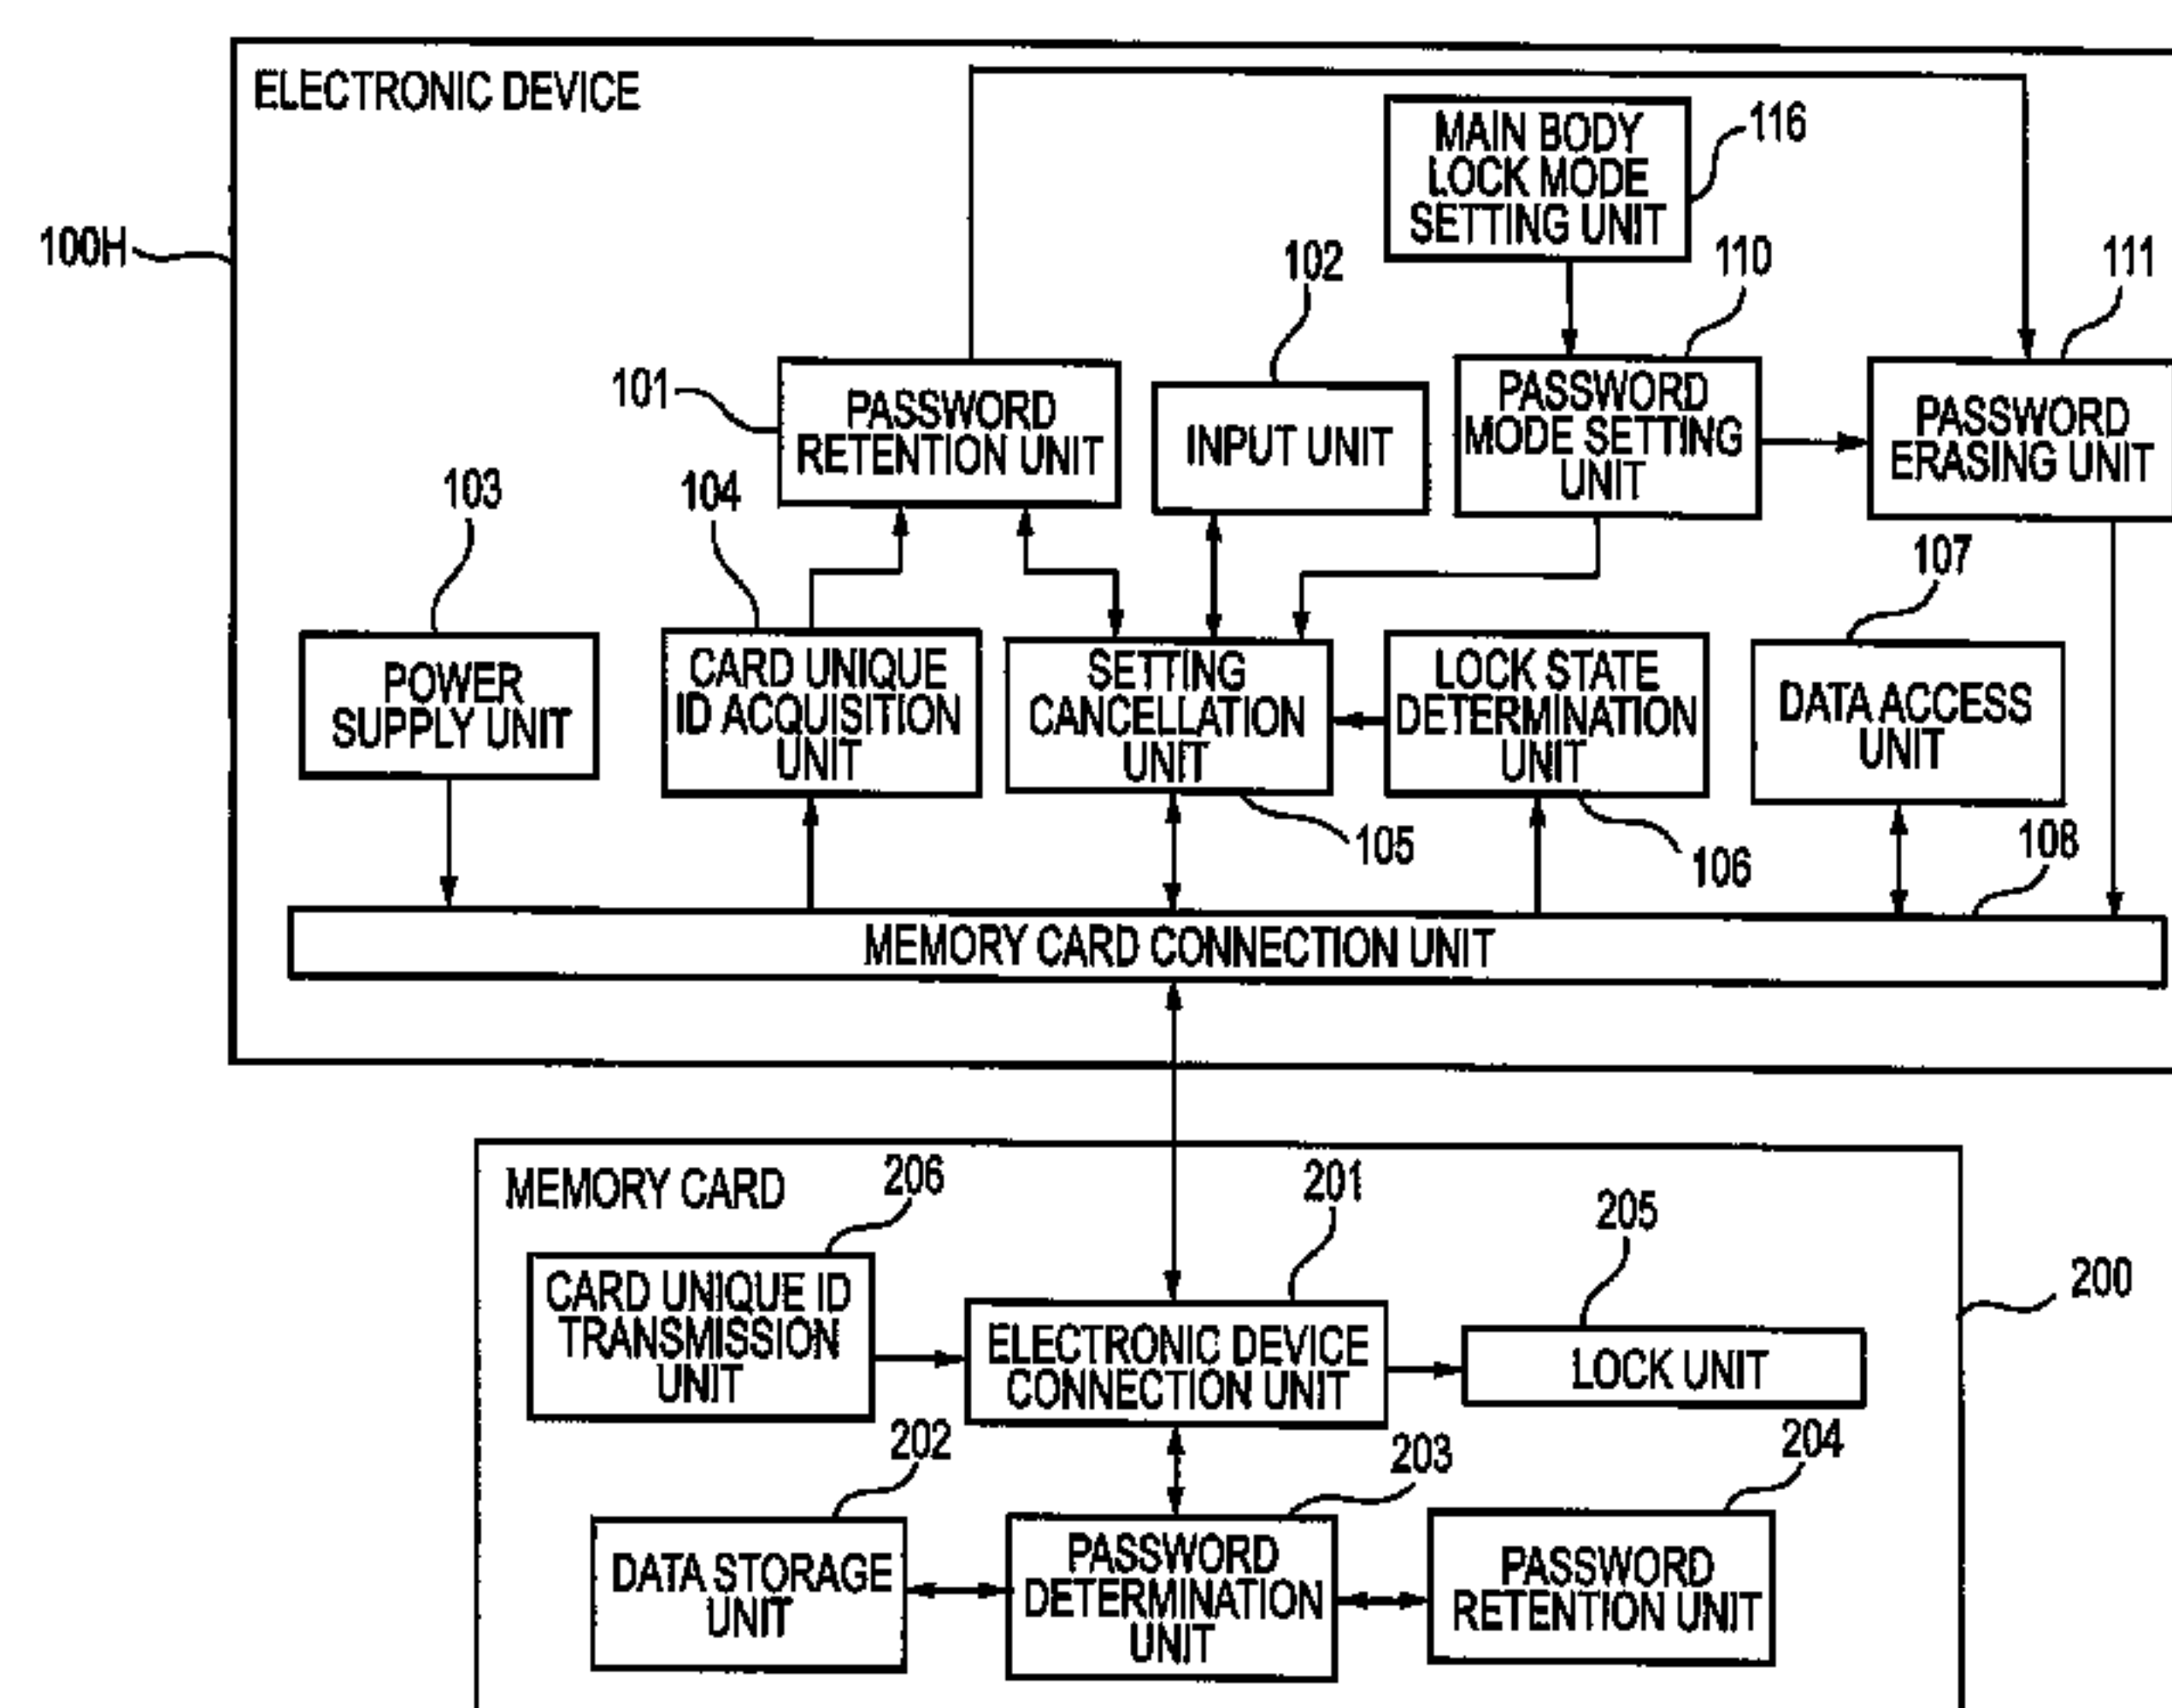 ELECTRONIC DEVICE
MAIN BODY
LOCK MODE
SETTING UNIT
116
100H
102
110
111
101
PASSWORD
RETENTION UNIT
INPUT UNIT
PASSWORD
MODE SETTING
UNIT
PASSWORD
ERASING UNIT
103
104
107
POWER
SUPPLY UNIT
CARD UNIQUE
ID ACQUISITION
UNIT
SETTING
CANCELLATION
UNIT
LOCK STATE
DETERMINATION
UNIT
DATA ACCESS
UNIT
105
106
108
MEMORY CARD CONNECTION UNIT
MEMORY CARD
206
201
205
200
CARD UNIQUE ID
TRANSMISSION
UNIT
ELECTRONIC DEVICE
CONNECTION UNIT
LOCK UNIT
202
203
204
DATA STORAGE
UNIT
PASSWORD
DETERMINATION
UNIT
PASSWORD
RETENTION UNIT